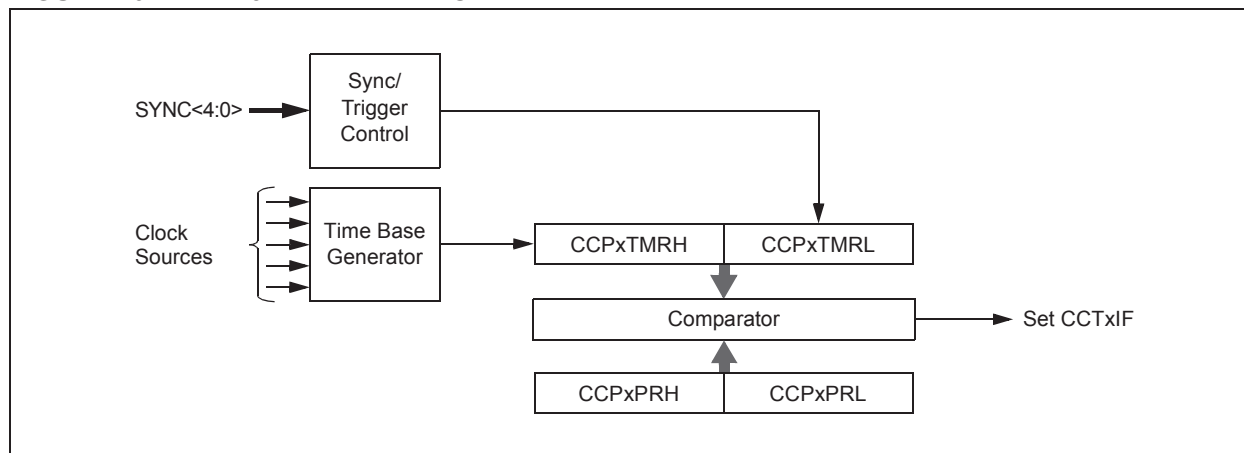 Sync/
Trigger
Control
SYNC<4:0>
Clock
Sources
Time Base
Generator
CCPxTMRH
CCPxTMRL
Comparator
Set CCTxIF
CCPxPRH
CCPxPRL